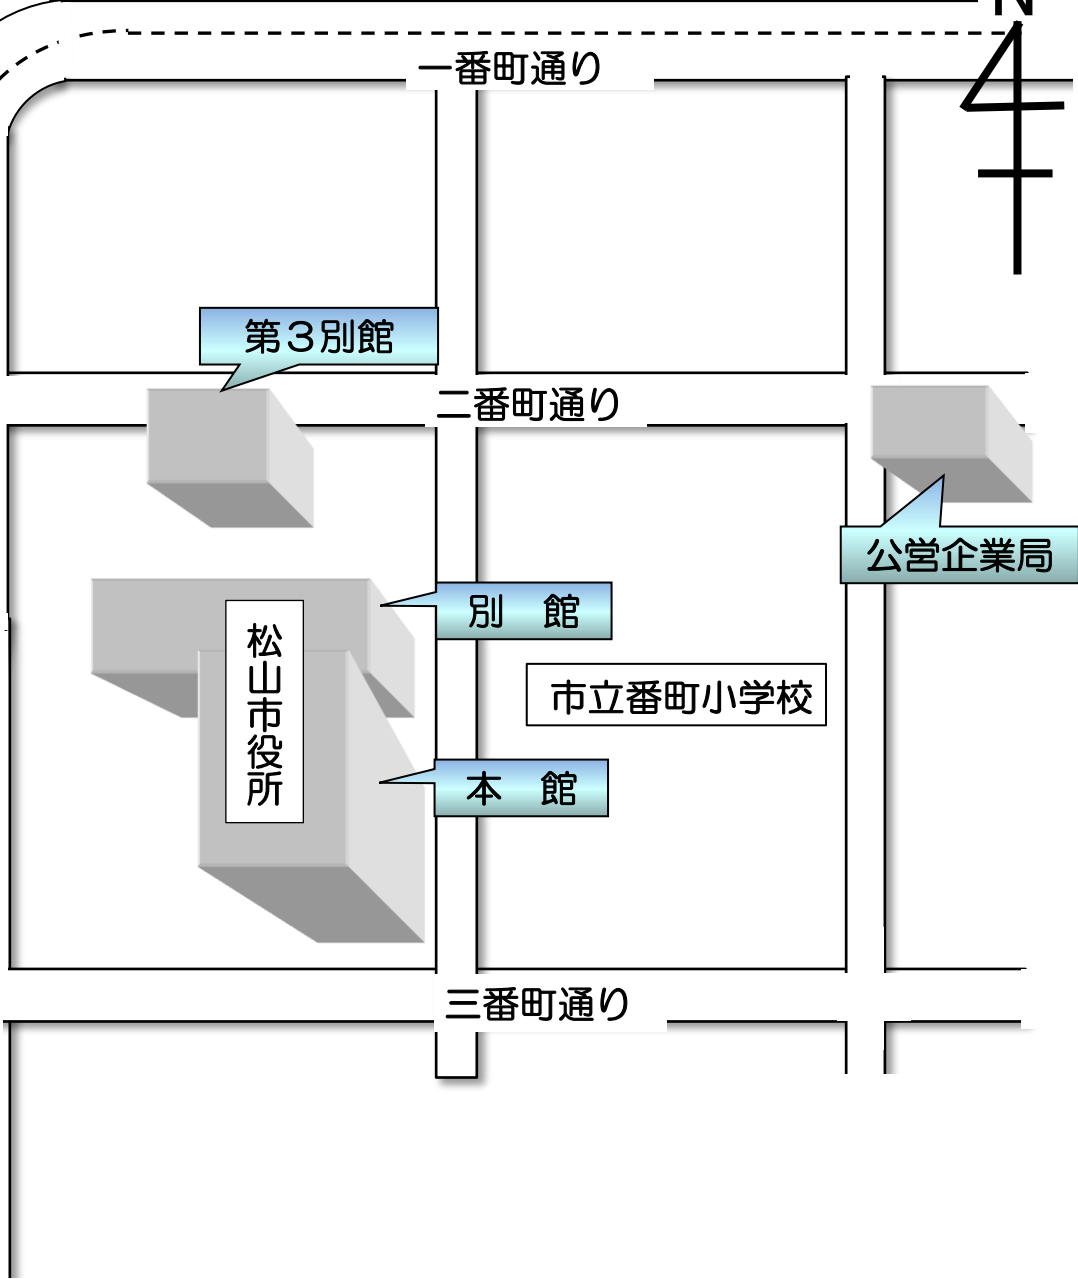 N
一番町通り
第３別館
二番町通り
公営企業局
別　館
松山市役所
市立番町小学校
本　館
三番町通り